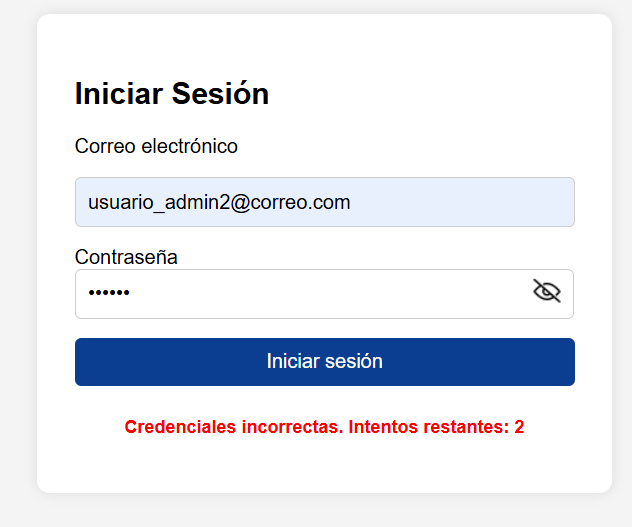 Iniciar Sesión
Correo electrónico
usuario_admin2@correo.com
Contraseña
••••••
Iniciar sesión
Credenciales incorrectas. Intentos restantes: 2